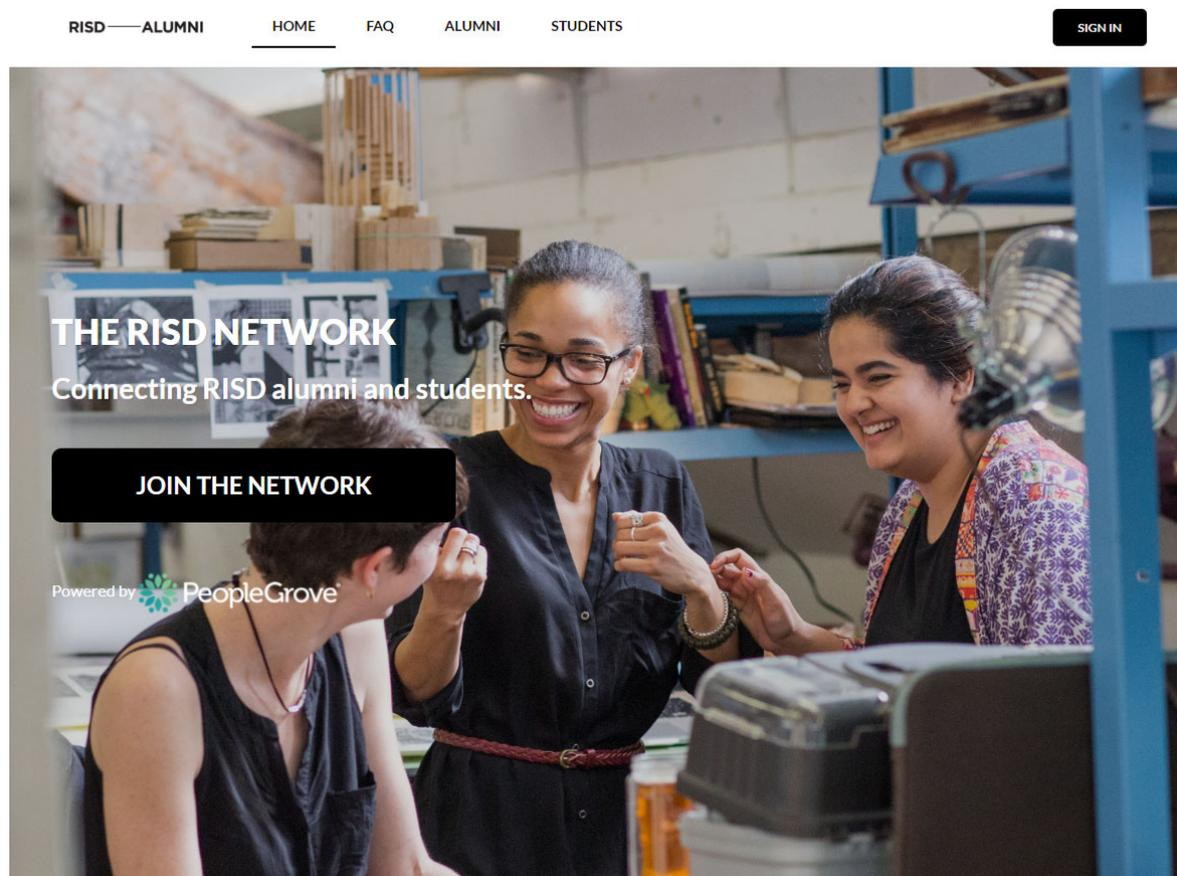 RISD ALUMNI HOME FAQ ALUMNI STUDENTS SIGN IN
THE RISD NETWORK
Connecting RISD alumni and students.
JOIN THE NETWORK
Powered by PeopleGrove